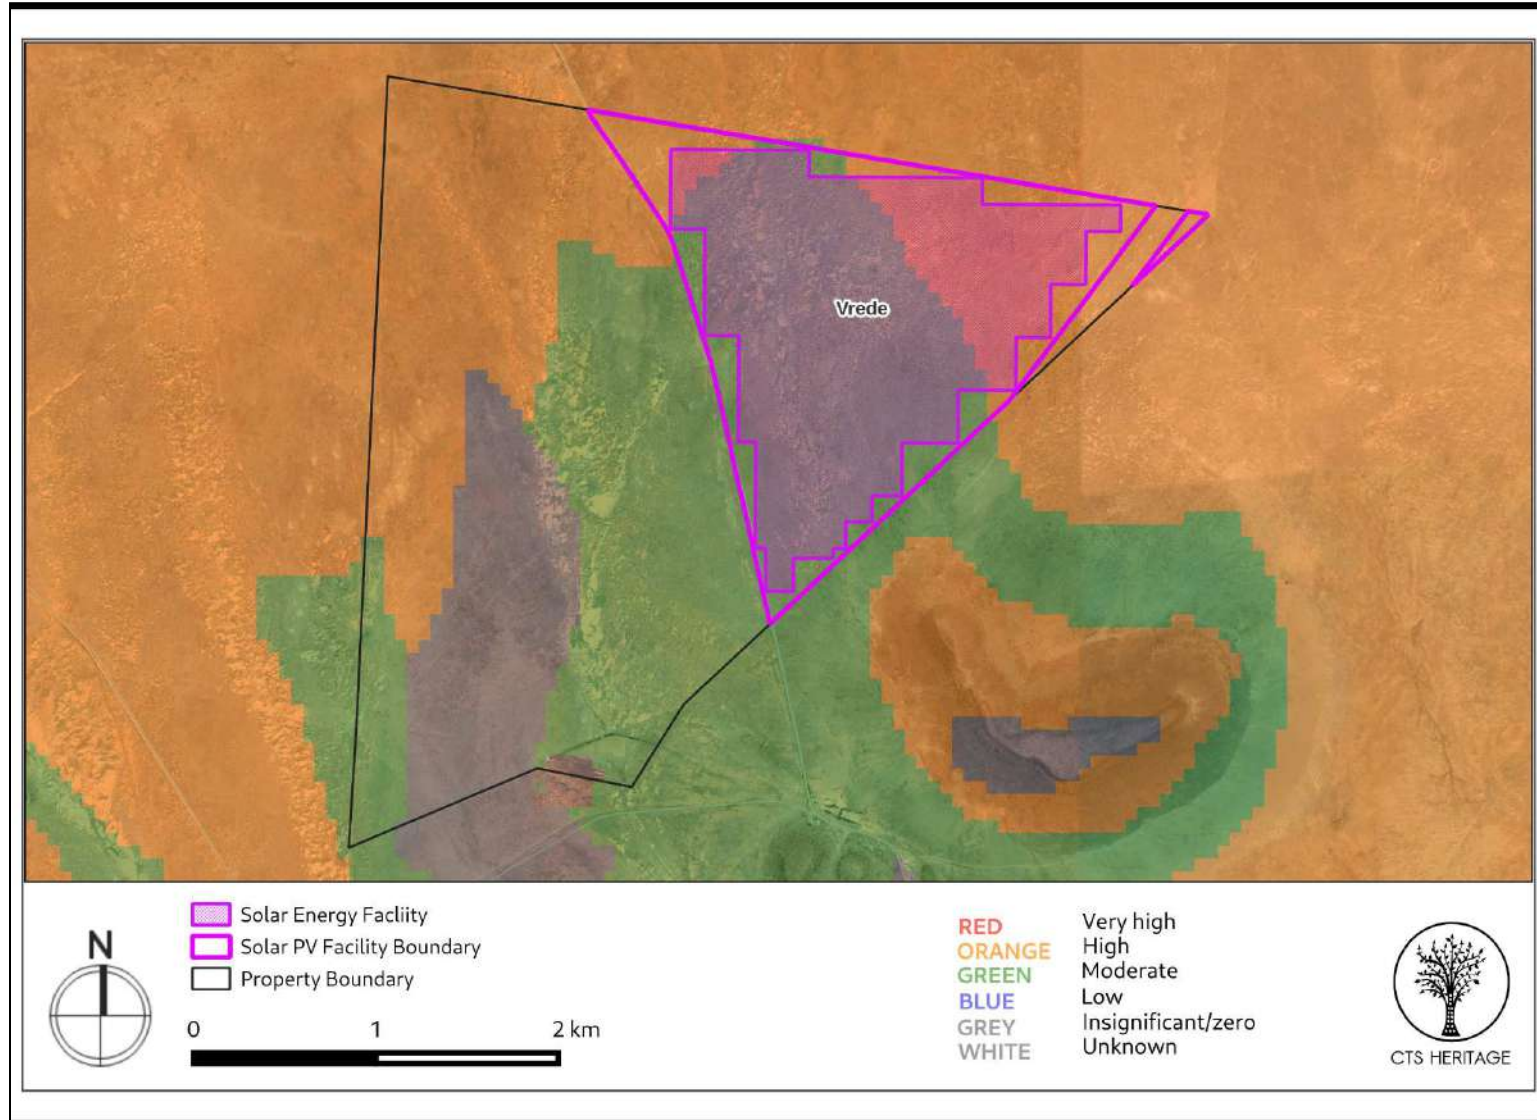 Vrede
N
Solar Energy Facliity
Solar PV Facility Boundary
Property Boundary
0 1 2 km
RED Very high
ORANGE High
GREEN Moderate
BLUE Low
GREY Insignificant/zero
WHITE Unknown
CTS HERITAGE